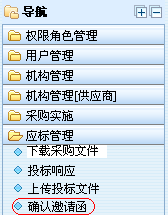 导航
权限角色管理
用户管理
机构管理
机构管理[供应商]
采购实施
应标管理
下载采购文件
投标响应
上传投标文件
确认邀请函